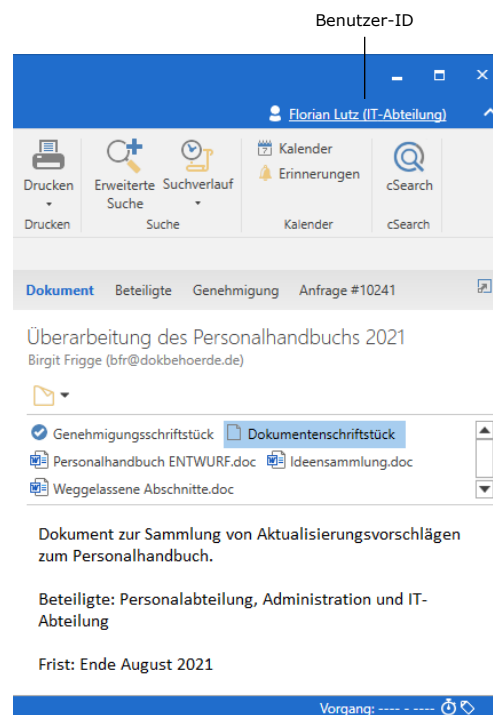 Benutzer-ID
Florian Lutz (IT-Abteilung)
Kalender
Erinnerungen
Drucken Erweiterte Suchverlauf cSearch
Suche
Drucken Suche Kalender cSearch
Dokument Beteiligte Genehmigung Anfrage #10241
Überarbeitung des Personalhandbuchs 2021
Birgit Frigge (bfr@dokbehoerde.de)
Genehmigungsschriftstück Dokumentenschriftstück
Personalhandbuch ENTWURF.doc Ideensammlung.doc
Weggelassene Abschnitte.doc
Dokument zur Sammlung von Aktualisierungsvorschlägen
zum Personalhandbuch.
Beteiligte: Personalabteilung, Administration und IT-
Abteilung
Frist: Ende August 2021
Vorgang: ---- - ----